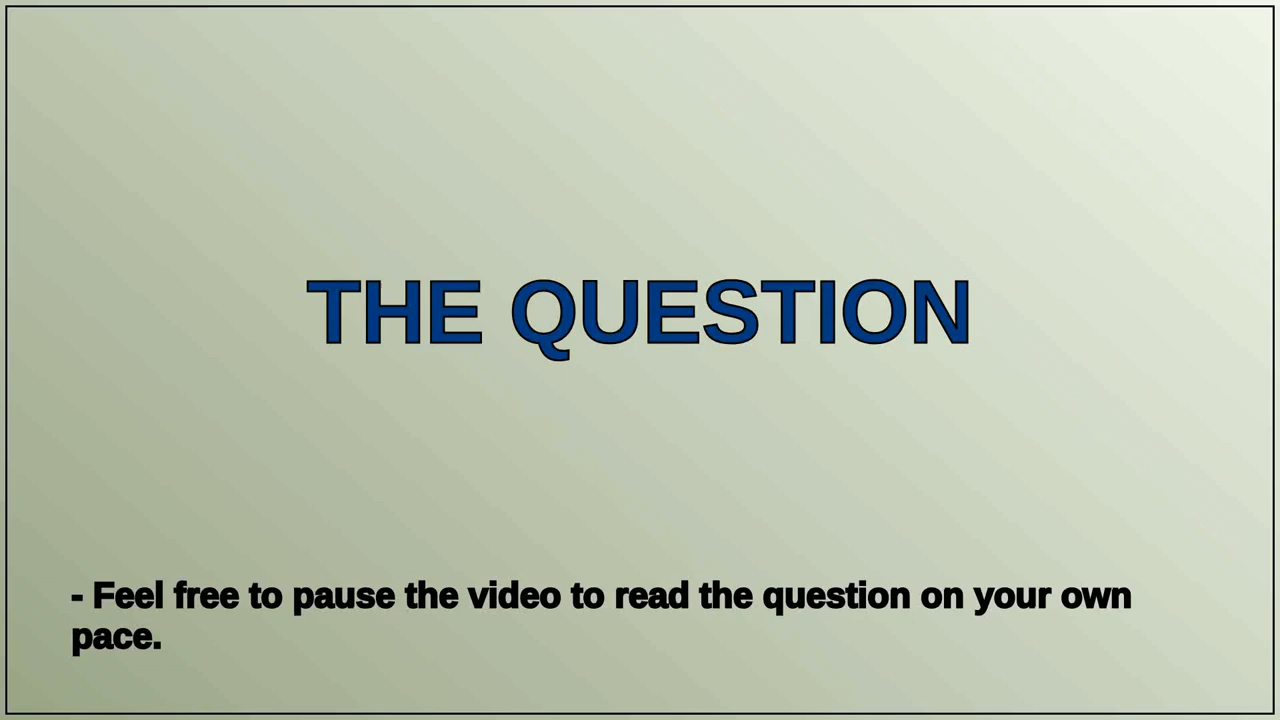 THE QUESTION
- Feel free to pause the video to read the question on your own
pace.